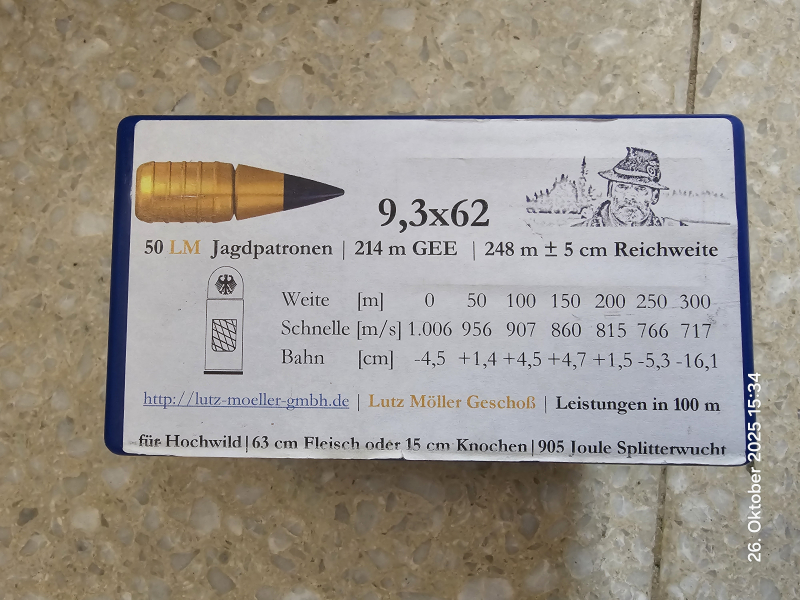 9,3x62
50 LM Jagdpatronen | 214 m GEE | 248 m ± 5 cm Reichweite
Weite [m] 0 50 100 150 200 250 300
Schnelle [m/s] 1.006 956 907 860 815 766 717
Bahn [cm] -4,5 +1,4 +4,5 +4,7 +1,5 -5,3 -16,1
http://lutz-moeller-gmbh.de | Lutz Möller Geschoß | Leistungen in 100 m
für Hochwild | 63 cm Fleisch oder 15 cm Knochen | 905 Joule Splitterwucht
26. Oktober 2025 15:34